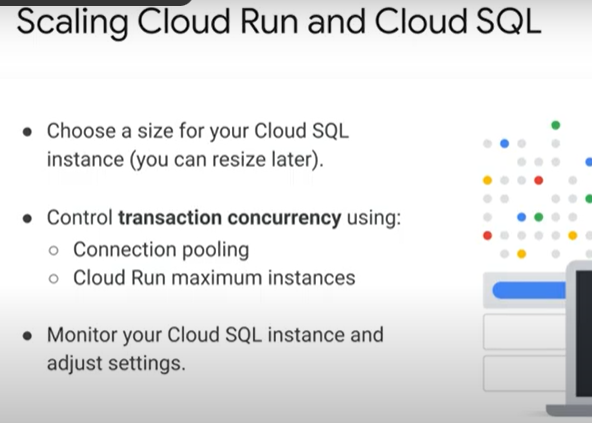 Scaling Cloud Run and Cloud SQL
● Choose a size for your Cloud SQL
instance (you can resize later).
● Control transaction concurrency using:
○ Connection pooling
○ Cloud Run maximum instances
● Monitor your Cloud SQL instance and
adjust settings.